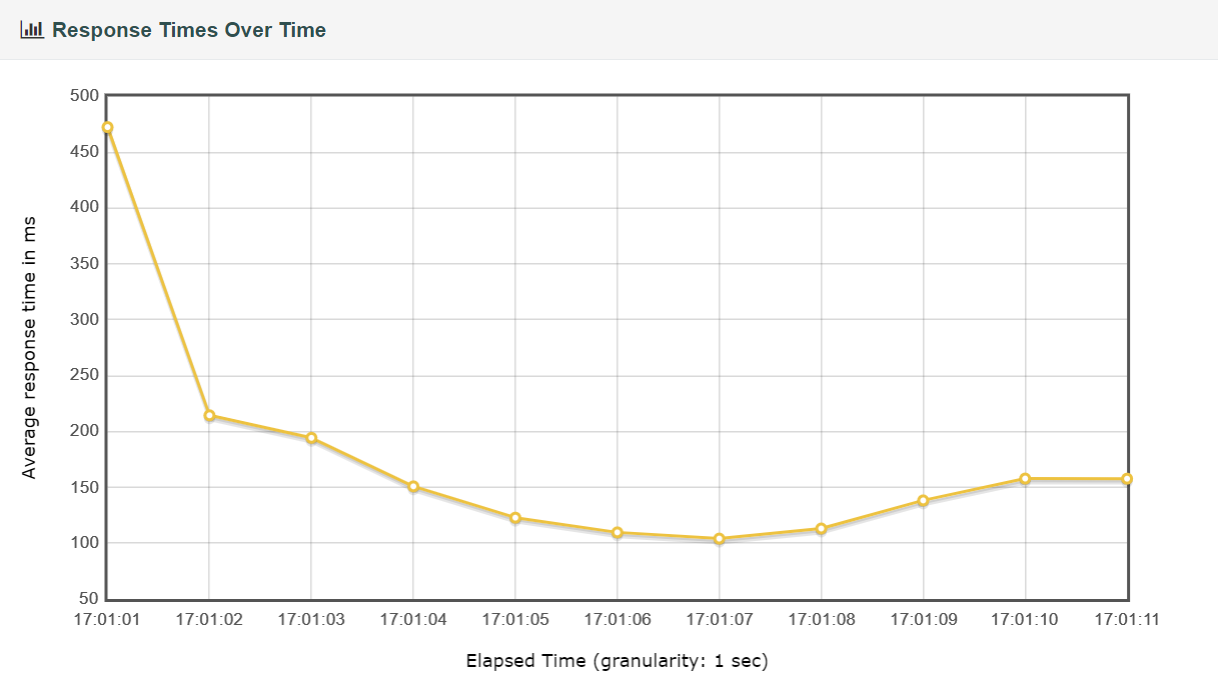 Response Times Over Time
500
450
400
350
300
250
200
150
100
50
Average response time in ms
17:01:01 17:01:02 17:01:03 17:01:04 17:01:05 17:01:06 17:01:07 17:01:08 17:01:09 17:01:10 17:01:11
Elapsed Time (granularity: 1 sec)